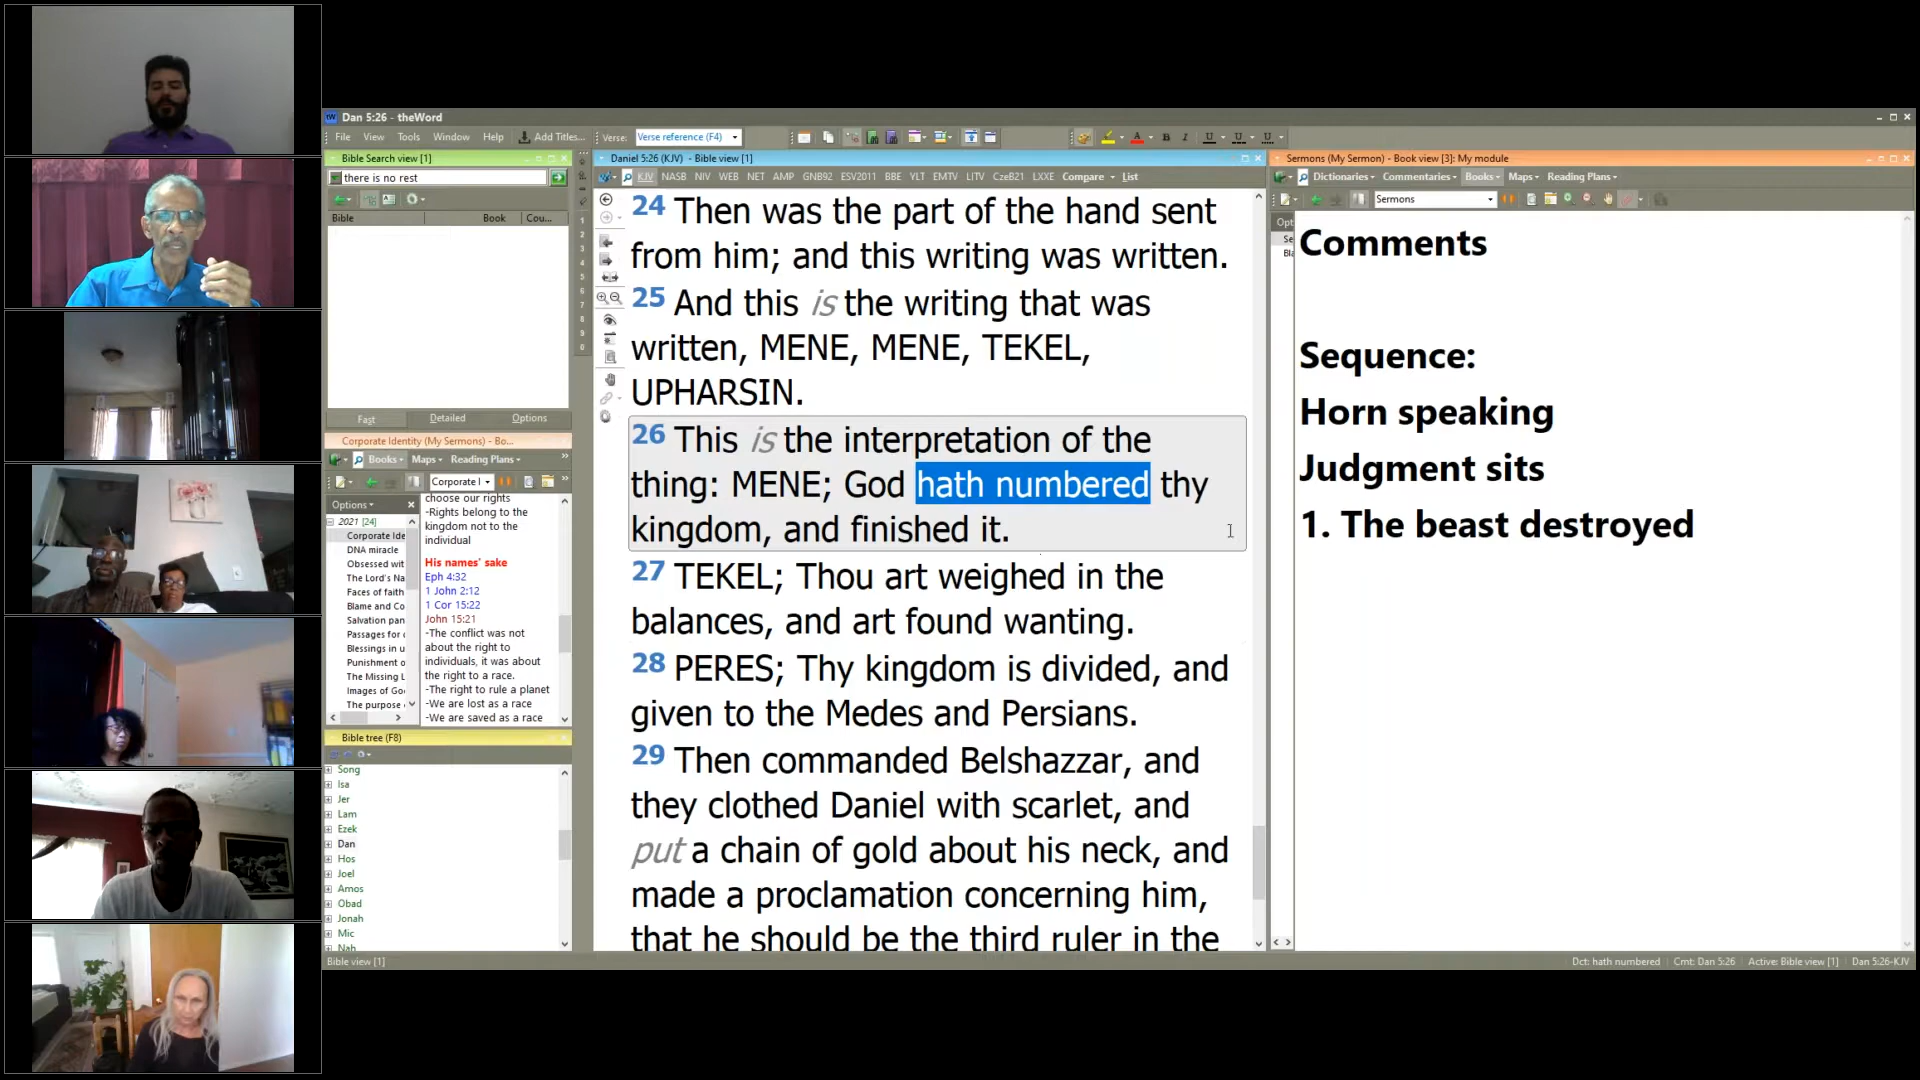 Dan 5:26 - theWord
File View Tools Window Help Add Titles... Verse: Verse reference (F4)
Bible Search view [1]
there is no rest
Bible Book Cou...
Fast Detailed Options
Corporate Identity (My Sermons) - Bo...
Books Maps Reading Plans
Corporate I
Options
2021 [24]
Corporate Ide
DNA miracle
Obsessed wit
The Lord's Na
Faces of faith
Blame and Co
Salvation pan
Passages for
Blessings in u
Punishment o
The Missing L
Images of Go
The purpose
choose our rights
-Rights belong to the
kingdom not to the
individual
His names' sake
Eph 4:32
1 John 2:12
1 Cor 15:22
John 15:21
-The conflict was not
about the right to
individuals, it was about
the right to a race.
-The right to rule a planet
-We are lost as a race
-We are saved as a race
Bible tree (F8)
Song
Isa
Jer
Lam
Ezek
Dan
Hos
Joel
Amos
Obad
Jonah
Mic
Nah
Daniel 5:26 (KJV) - Bible view [1]
KJV NASB NIV WEB NET AMP GNB92 ESV2011 BBE YLT EMTV LITV CzeB21 LXXE Compare List
24 Then was the part of the hand sent
from him; and this writing was written.
25 And this is the writing that was
written, MENE, MENE, TEKEL,
UPHARSIN.
26 This is the interpretation of the
thing: MENE; God hath numbered thy
kingdom, and finished it.
27 TEKEL; Thou art weighed in the
balances, and art found wanting.
28 PERES; Thy kingdom is divided, and
given to the Medes and Persians.
29 Then commanded Belshazzar, and
they clothed Daniel with scarlet, and
put a chain of gold about his neck, and
made a proclamation concerning him,
that he should be the third ruler in the
Sermons (My Sermon) - Book view [3]: My module
Dictionaries Commentaries Books Maps Reading Plans
Sermons
Opt
Se
Bla
Comments
Sequence:
Horn speaking
Judgment sits
1. The beast destroyed
Bible view [1] Dct: hath numbered Cmt: Dan 5:26 Active: Bible view [1] Dan 5:26-KJV